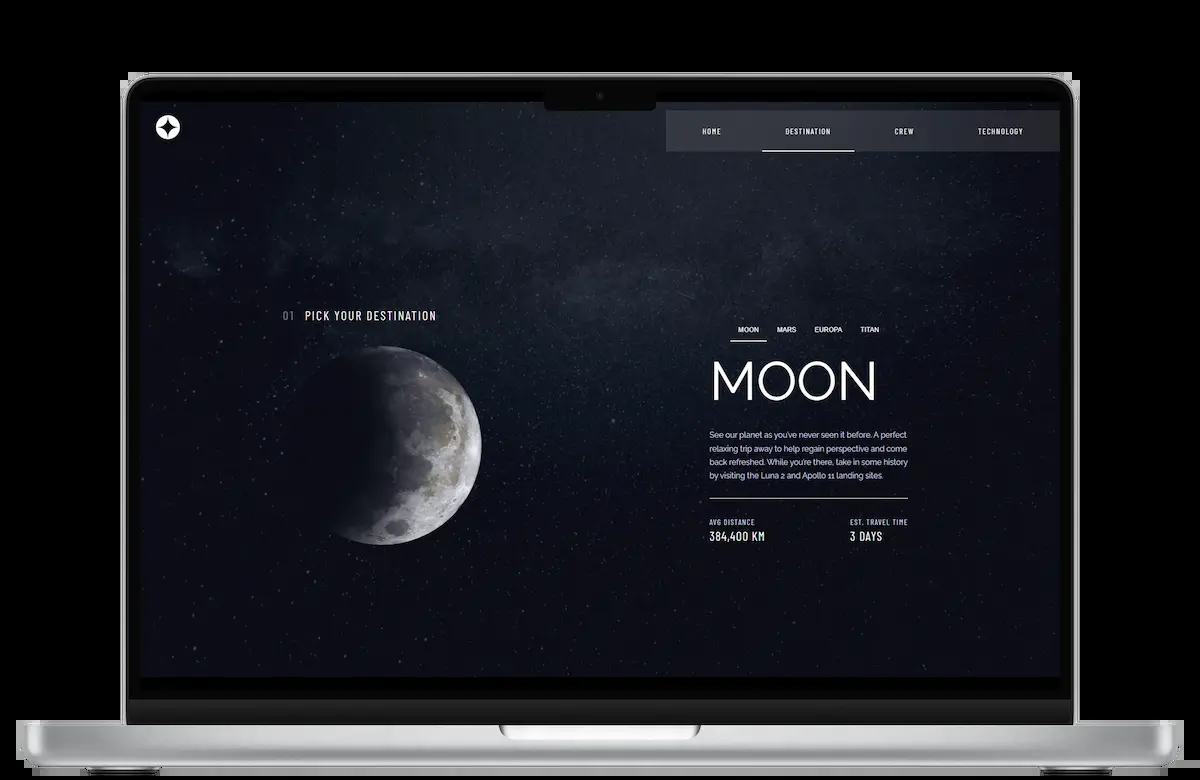 HOME DESTINATION CREW TECHNOLOGY
01 PICK YOUR DESTINATION
MOON MARS EUROPA TITAN
MOON
See our planet as you've never seen it before. A perfect
relaxing trip away to help regain perspective and come
back refreshed. While you're there, take in some history
by visiting the Luna 2 and Apollo 11 landing sites.
AVG DISTANCE EST. TRAVEL TIME
384,400 KM 3 DAYS